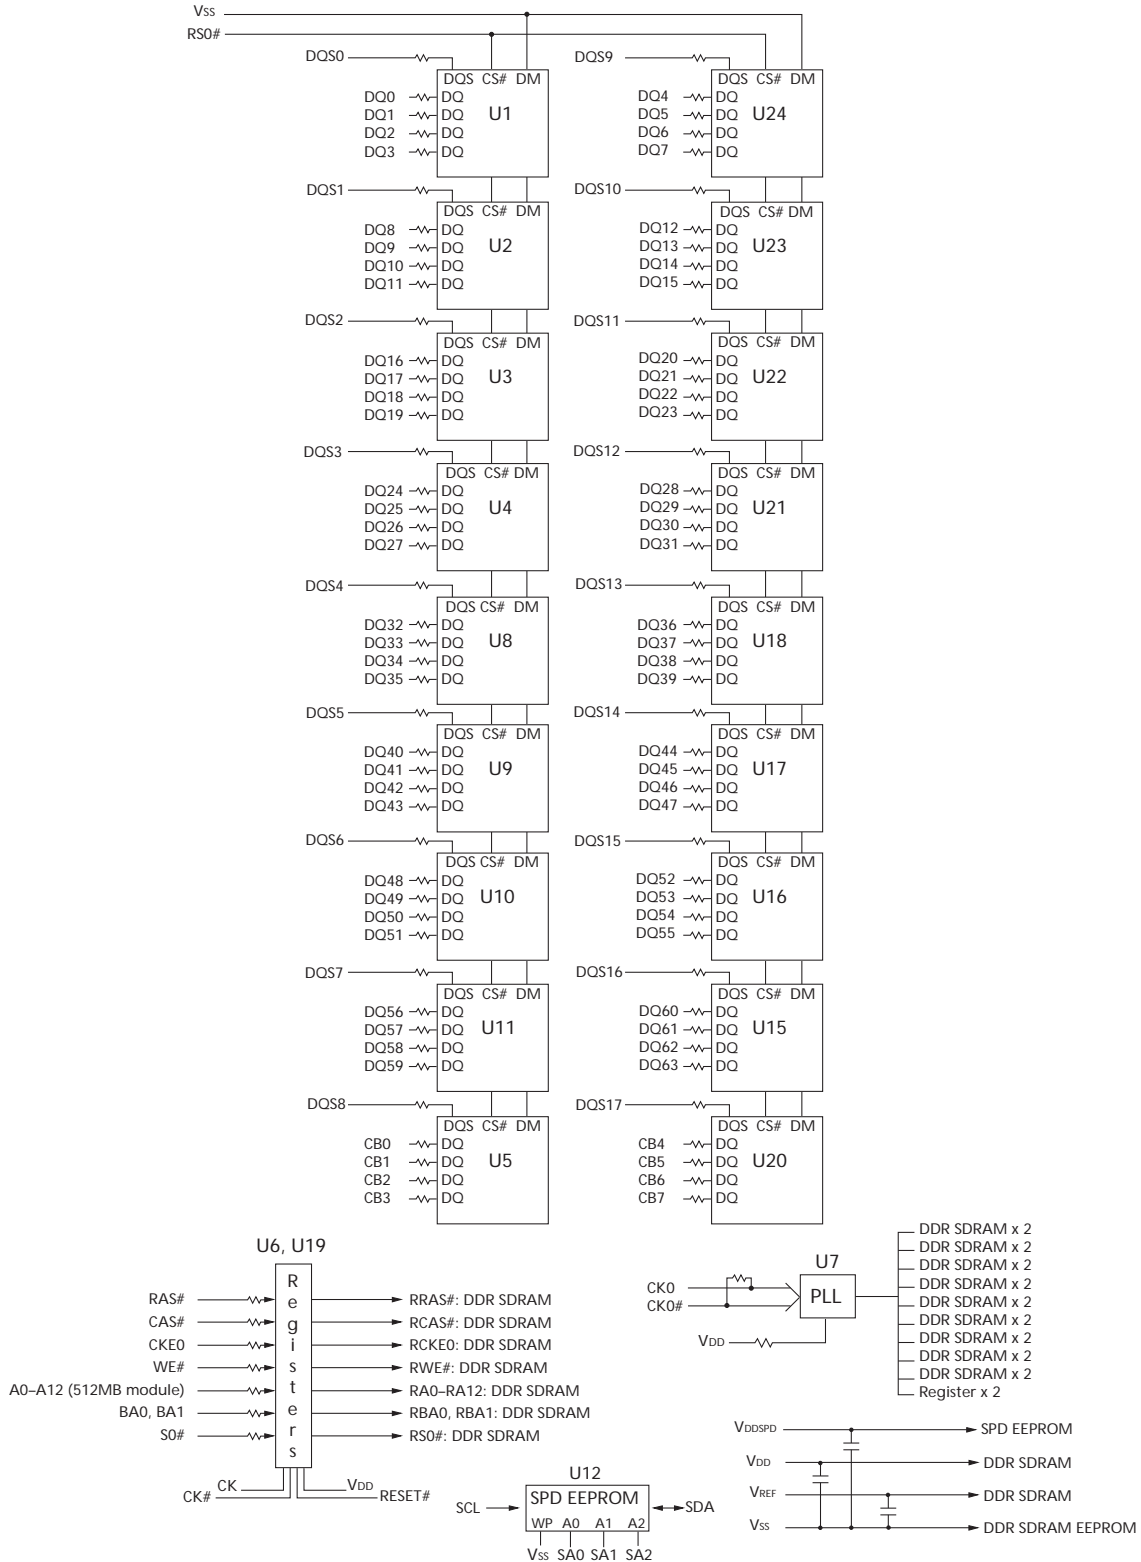 Vss
RS0#
DQS0 DQS9
DQS CS# DM DQS CS# DM
DQ0 DQ U1 DQ4 DQ U24
DQ1 DQ DQ5 DQ
DQ2 DQ DQ6 DQ
DQ3 DQ DQ7 DQ
DQS1 DQS10
DQS CS# DM DQS CS# DM
DQ8 DQ U2 DQ12 DQ U23
DQ9 DQ DQ13 DQ
DQ10 DQ DQ14 DQ
DQ11 DQ DQ15 DQ
DQS2 DQS11
DQS CS# DM DQS CS# DM
DQ16 DQ U3 DQ20 DQ U22
DQ17 DQ DQ21 DQ
DQ18 DQ DQ22 DQ
DQ19 DQ DQ23 DQ
DQS3 DQS12
DQS CS# DM DQS CS# DM
DQ24 DQ U4 DQ28 DQ U21
DQ25 DQ DQ29 DQ
DQ26 DQ DQ30 DQ
DQ27 DQ DQ31 DQ
DQS4 DQS13
DQS CS# DM DQS CS# DM
DQ32 DQ U8 DQ36 DQ U18
DQ33 DQ DQ37 DQ
DQ34 DQ DQ38 DQ
DQ35 DQ DQ39 DQ
DQS5 DQS14
DQS CS# DM DQS CS# DM
DQ40 DQ U9 DQ44 DQ U17
DQ41 DQ DQ45 DQ
DQ42 DQ DQ46 DQ
DQ43 DQ DQ47 DQ
DQS6 DQS15
DQS CS# DM DQS CS# DM
DQ48 DQ U10 DQ52 DQ U16
DQ49 DQ DQ53 DQ
DQ50 DQ DQ54 DQ
DQ51 DQ DQ55 DQ
DQS7 DQS16
DQS CS# DM DQS CS# DM
DQ56 DQ U11 DQ60 DQ U15
DQ57 DQ DQ61 DQ
DQ58 DQ DQ62 DQ
DQ59 DQ DQ63 DQ
DQS8 DQS17
DQS CS# DM DQS CS# DM
CB0 DQ U5 CB4 DQ U20
CB1 DQ CB5 DQ
CB2 DQ CB6 DQ
CB3 DQ CB7 DQ
U6, U19
Registers
RAS# RRAS#: DDR SDRAM
CAS# RCAS#: DDR SDRAM
CKE0 RCKE0: DDR SDRAM
WE# RWE#: DDR SDRAM
A0–A12 (512MB module) RA0–RA12: DDR SDRAM
BA0, BA1 RBA0, RBA1: DDR SDRAM
S0# RS0#: DDR SDRAM
CK VDD
CK# RESET#
U7
CK0 PLL
CK0#
VDD
DDR SDRAM x 2
DDR SDRAM x 2
DDR SDRAM x 2
DDR SDRAM x 2
DDR SDRAM x 2
DDR SDRAM x 2
DDR SDRAM x 2
DDR SDRAM x 2
DDR SDRAM x 2
Register x 2
U12
SCL SPD EEPROM SDA
WP A0 A1 A2
Vss SA0 SA1 SA2
VDDSPD SPD EEPROM
VDD DDR SDRAM
VREF DDR SDRAM
Vss DDR SDRAM EEPROM